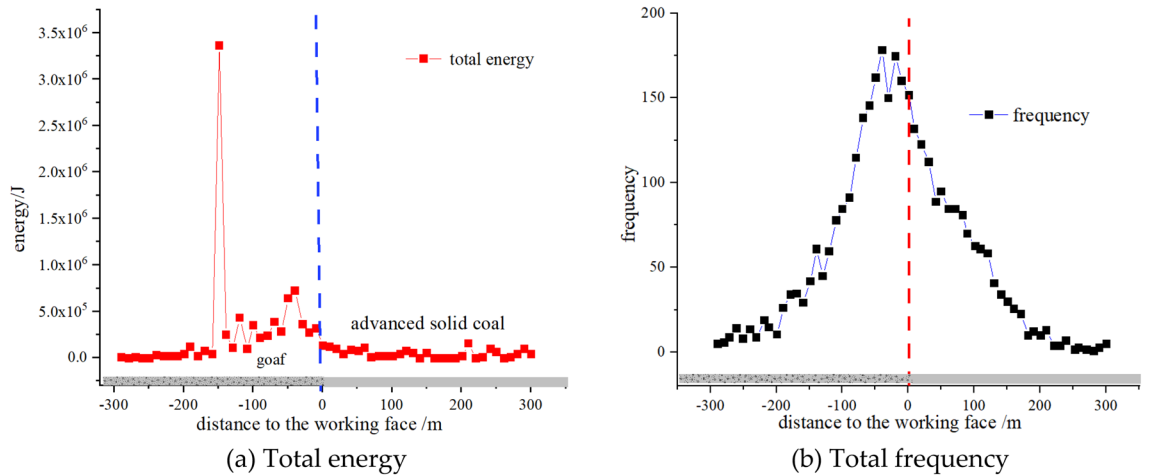 3.5x10⁶
3.0x10⁶
2.5x10⁶
2.0x10⁶
1.5x10⁶
1.0x10⁶
5.0x10⁵
0.0
energy/J
total energy
advanced solid coal
goaf
-300 -200 -100 0 100 200 300
distance to the working face /m
(a) Total energy
200
150
100
50
0
frequency
frequency
-300 -200 -100 0 100 200 300
distance to the working face /m
(b) Total frequency